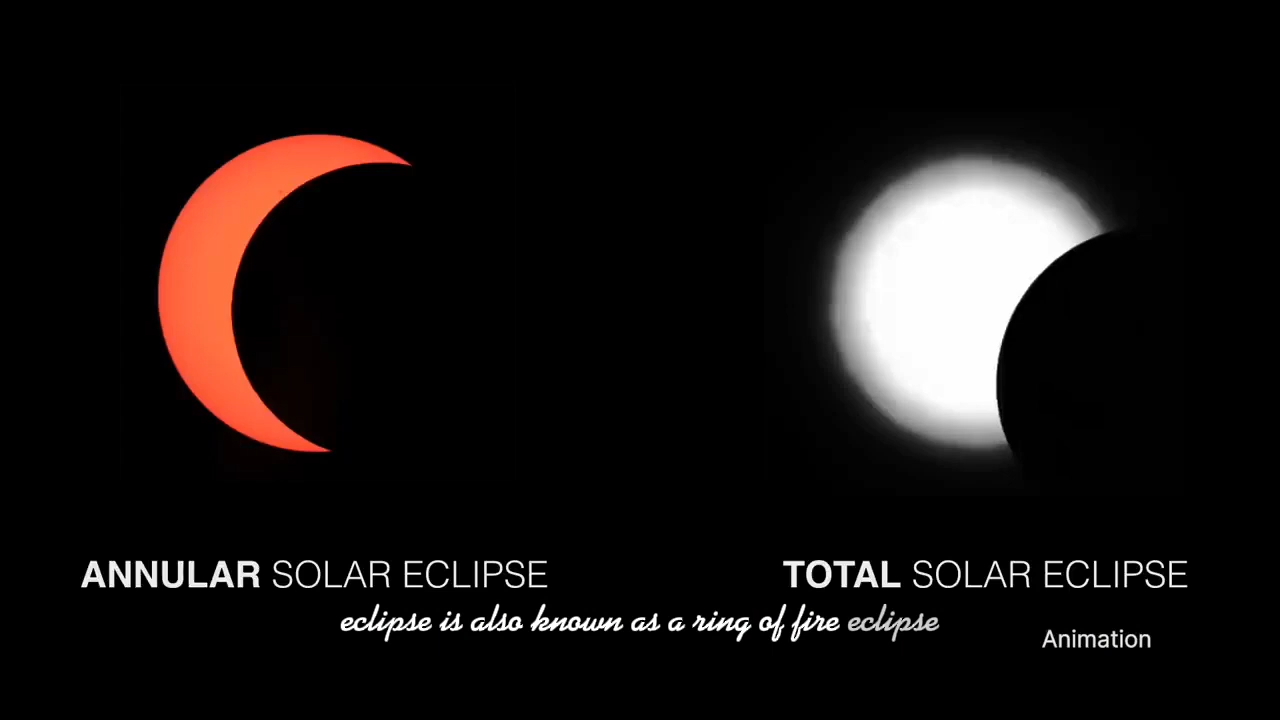 ANNULAR SOLAR ECLIPSE
TOTAL SOLAR ECLIPSE
eclipse is also known as a ring of fire eclipse
Animation